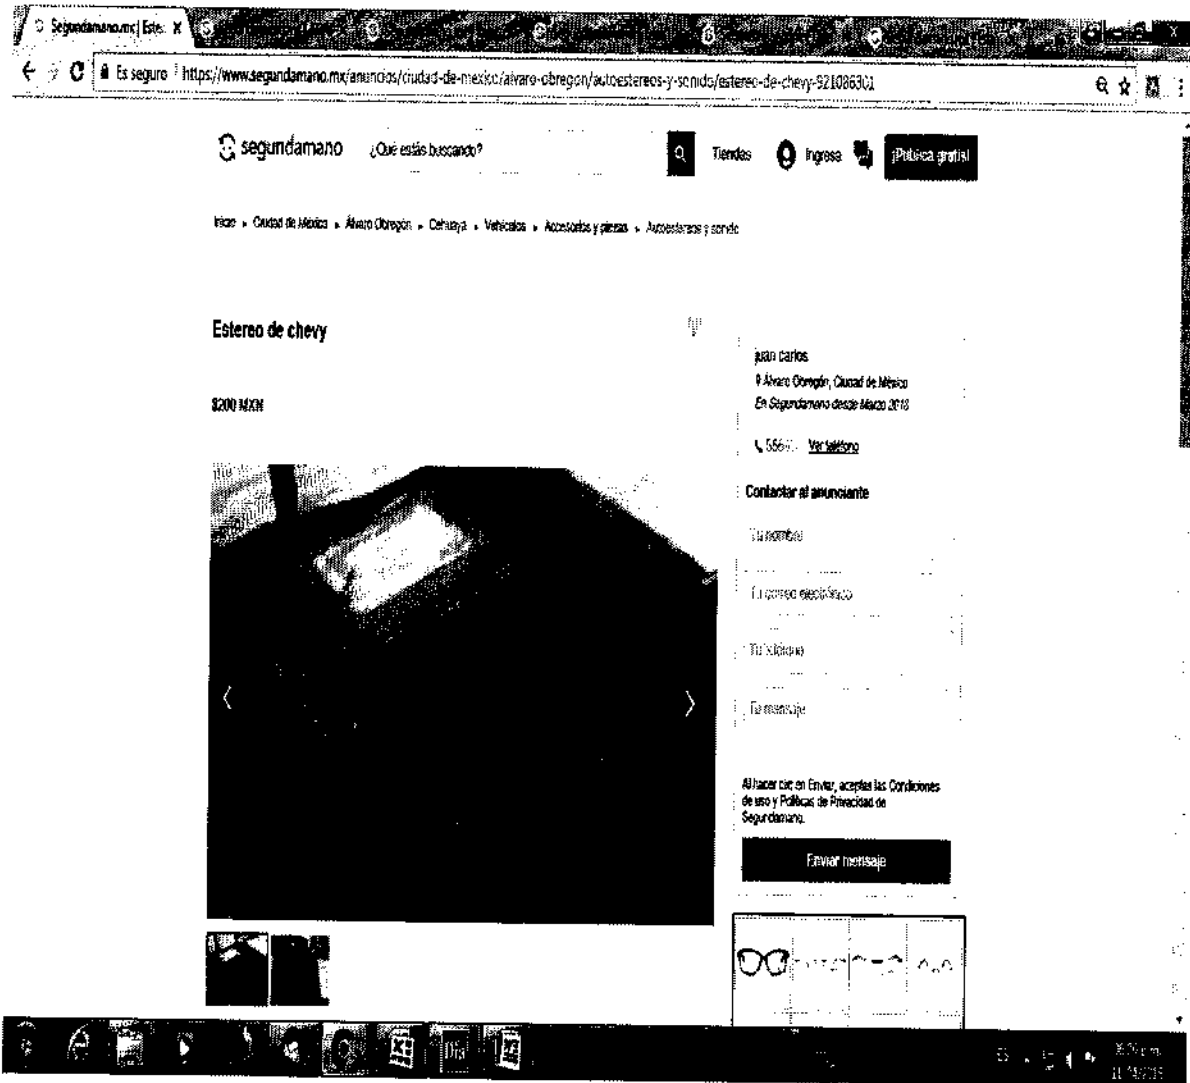 Segundamano.mx| Este
Es seguro https://www.segundamano.mx/anuncios/ciudad-de-mexico/alvaro-obregon/autoestereos-y-sonido/estereo-de-chevy-921086301
segundamano ¿Qué estás buscando? Tiendas Ingresa ¡Publica gratis!
Inicio Ciudad de México Álvaro Obregón Vehículos Accesorios y piezas Autoestereos y sonido
Estereo de chevy
juan carlos
Álvaro Obregón, Ciudad de México
En Segundamano desde Marzo 2018
$200 MXN
Ver teléfono
Contactar al anunciante
Tu nombre
Tu correo electrónico
Tu teléfono
Tu mensaje
Al hacer clic en Enviar, aceptas las Condiciones
de uso y Políticas de Privacidad de
Segundamano.
Enviar mensaje
Día
ES